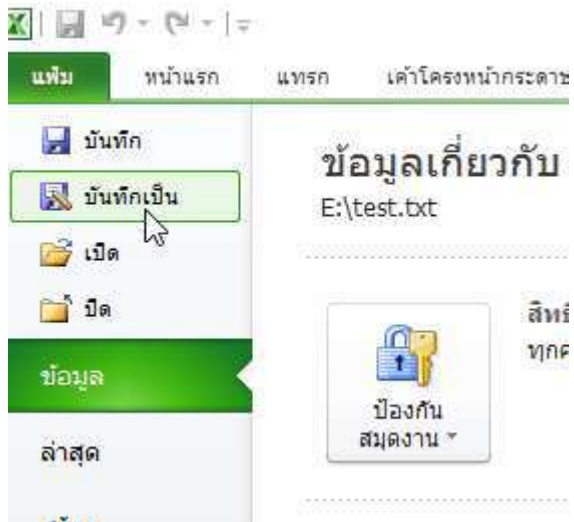 แฟ้ม หน้าแรก แทรก เค้าโครงหน้ากระดาษ
บันทึก
บันทึกเป็น
เปิด
ปิด
ข้อมูล
ล่าสุด
ข้อมูลเกี่ยวกับ
E:\test.txt
ป้องกัน
สมุดงาน